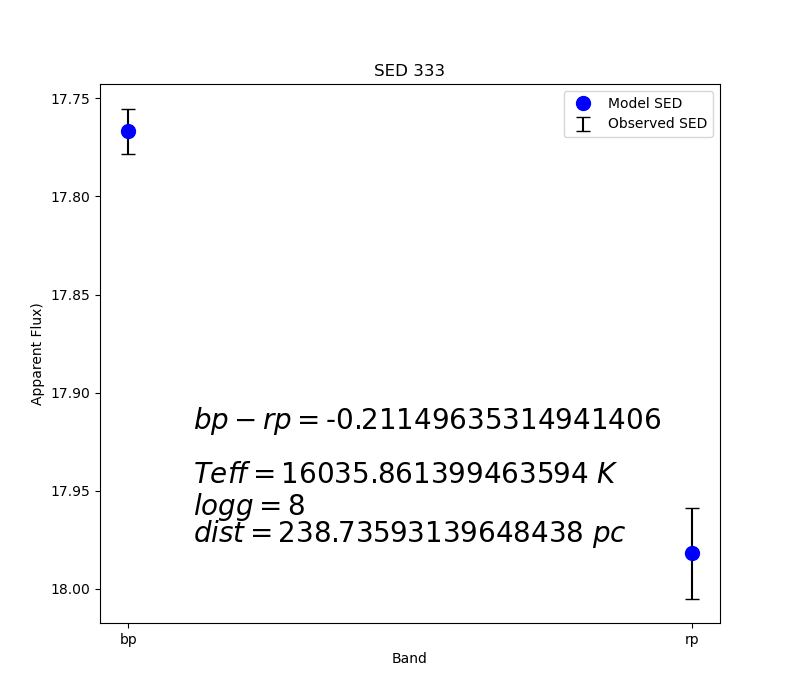 SED 333
Model SED
Observed SED
17.75
17.80
17.85
17.90
17.95
18.00
Apparent Flux)
bp − rp = -0.21149635314941406
Teff = 16035.861399463594 K
logg = 8
dist = 238.73593139648438 pc
bp
rp
Band